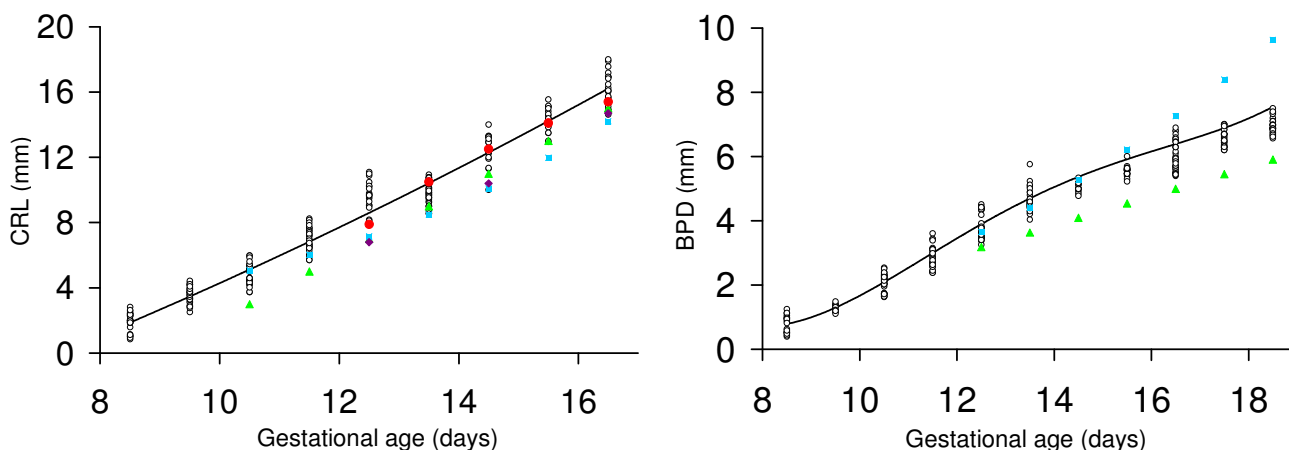 20
16
12
8
4
0
CRL (mm)
8 10 12 14 16
Gestational age (days)
10
8
6
4
2
0
BPD (mm)
8 10 12 14 16 18
Gestational age (days)